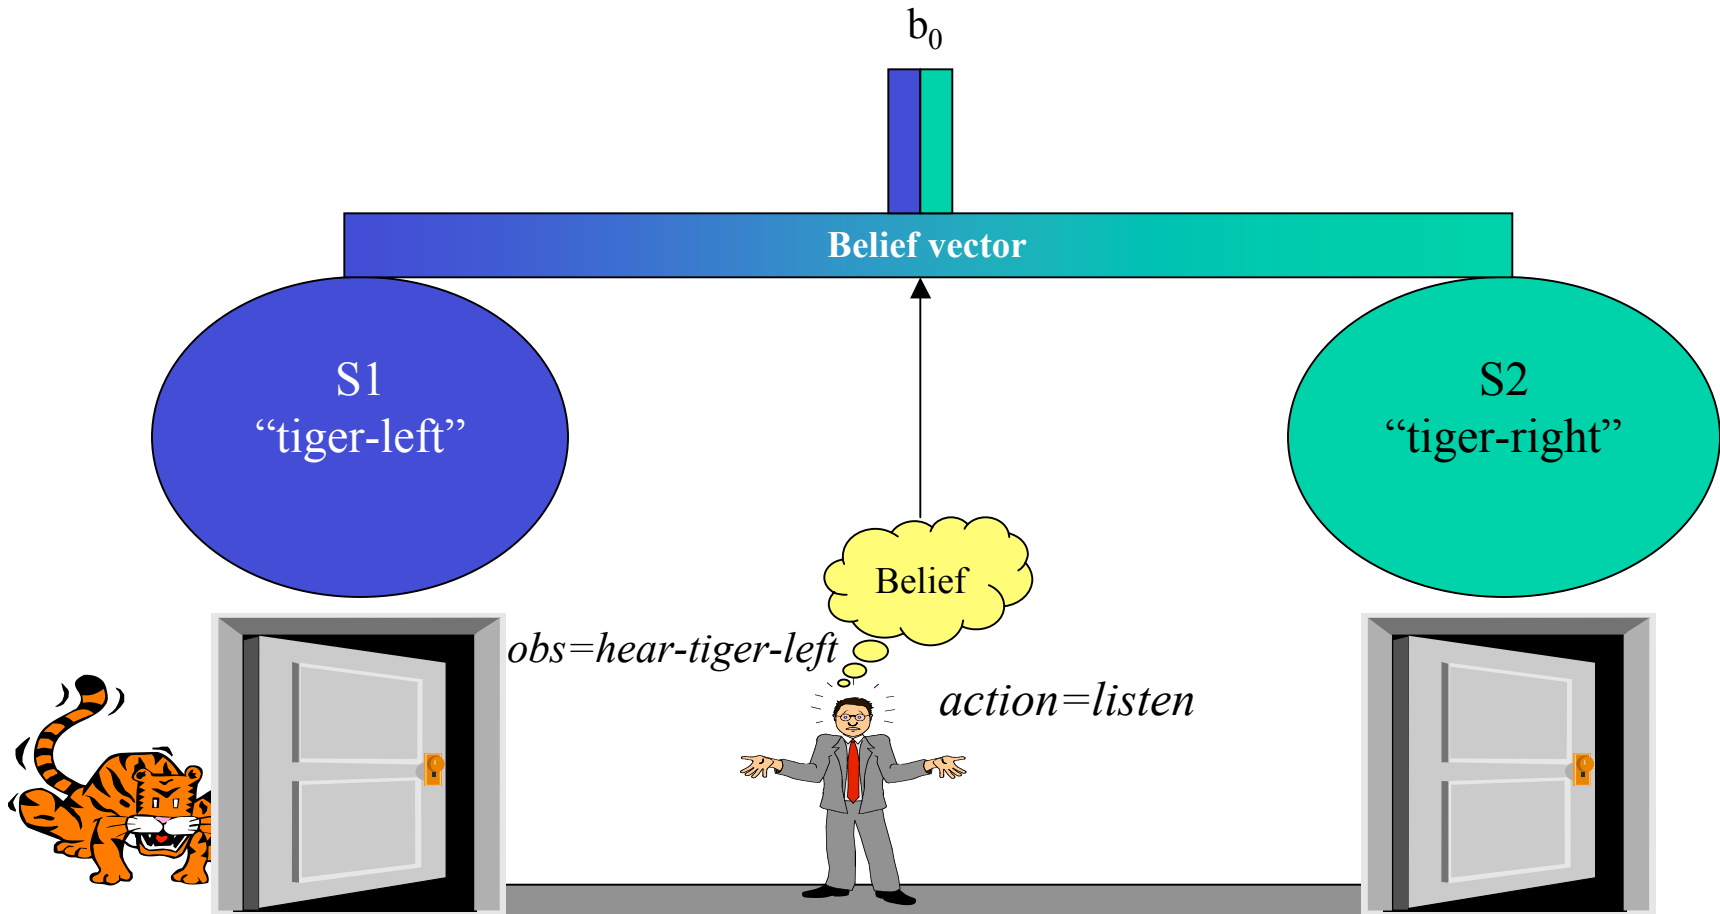 b₀
Belief vector
S1
“tiger-left”
S2
“tiger-right”
Belief
obs=hear-tiger-left
action=listen